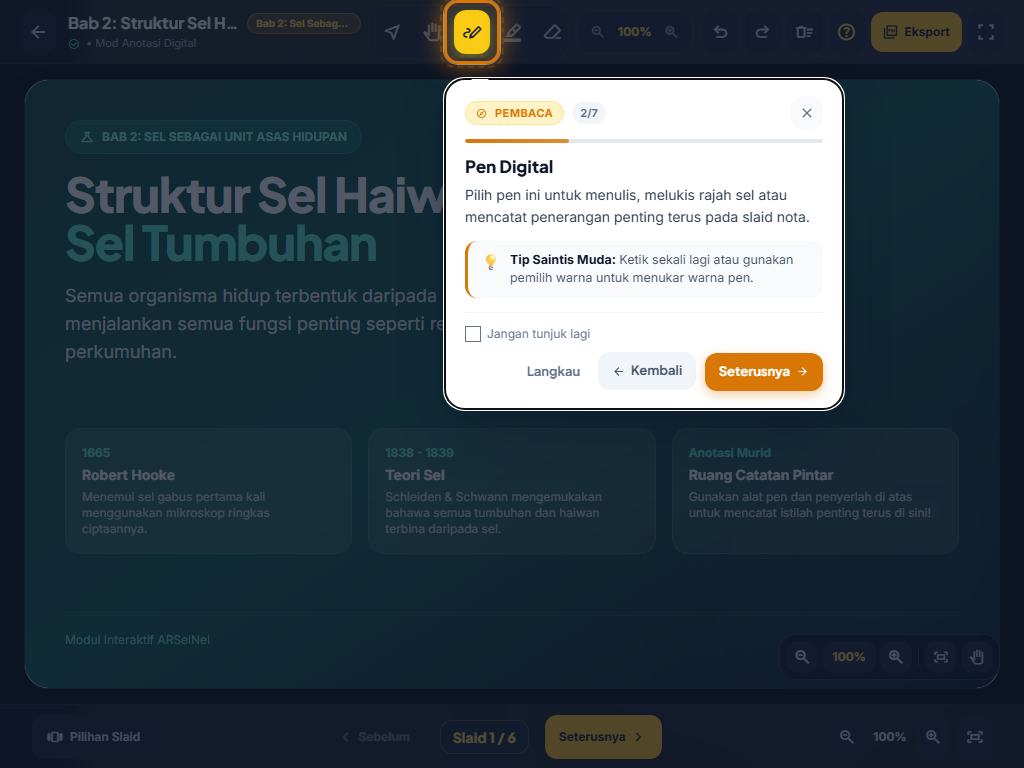 Bab 2: Struktur Sel H...
Bab 2: Sel Sebag...
• Mod Anotasi Digital
100%
Eksport
PEMBACA
2/7
Pen Digital
Pilih pen ini untuk menulis, melukis rajah sel atau
mencatat penerangan penting terus pada slaid nota.
Tip Saintis Muda: Ketik sekali lagi atau gunakan
pemilih warna untuk menukar warna pen.
Jangan tunjuk lagi
Langkau
Kembali
Seterusnya
BAB 2: SEL SEBAGAI UNIT ASAS HIDUPAN
Struktur Sel Haiw
Sel Tumbuhan
Semua organisma hidup terbentuk daripada
menjalankan semua fungsi penting seperti
perkumuhan.
1665
Robert Hooke
Menemui sel gabus pertama kali
menggunakan mikroskop ringkas
ciptaannya.
1838 - 1839
Teori Sel
Schleiden & Schwann mengemukakan
bahawa semua tumbuhan dan haiwan
terbina daripada sel.
Anotasi Murid
Ruang Catatan Pintar
Gunakan alat pen dan penyerlah di atas
untuk mencatat istilah penting terus di sini!
Modul Interaktif ARSelNel
100%
Pilihan Slaid
Sebelum
Slaid 1 / 6
Seterusnya
100%